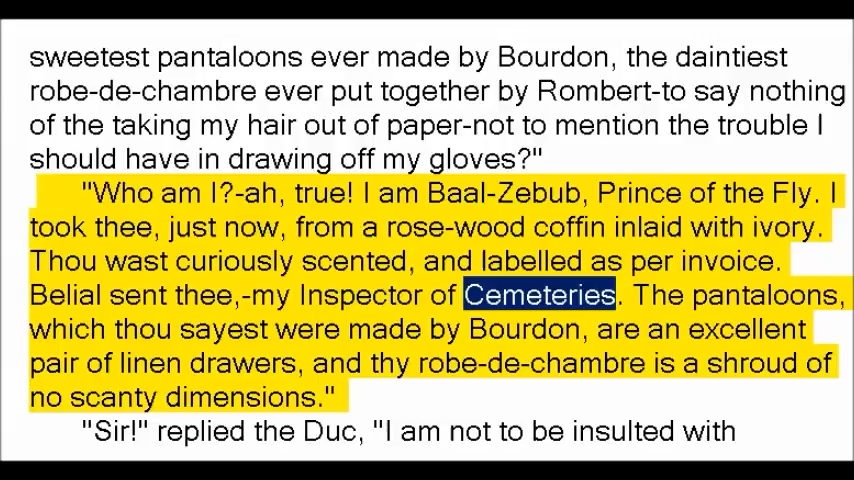 sweetest pantaloons ever made by Bourdon, the daintiest
robe-de-chambre ever put together by Rombert-to say nothing
of the taking my hair out of paper-not to mention the trouble I
should have in drawing off my gloves?"
"Who am I?-ah, true! I am Baal-Zebub, Prince of the Fly. I
took thee, just now, from a rose-wood coffin inlaid with ivory.
Thou wast curiously scented, and labelled as per invoice.
Belial sent thee,-my Inspector of Cemeteries. The pantaloons,
which thou sayest were made by Bourdon, are an excellent
pair of linen drawers, and thy robe-de-chambre is a shroud of
no scanty dimensions."
"Sir!" replied the Duc, "I am not to be insulted with